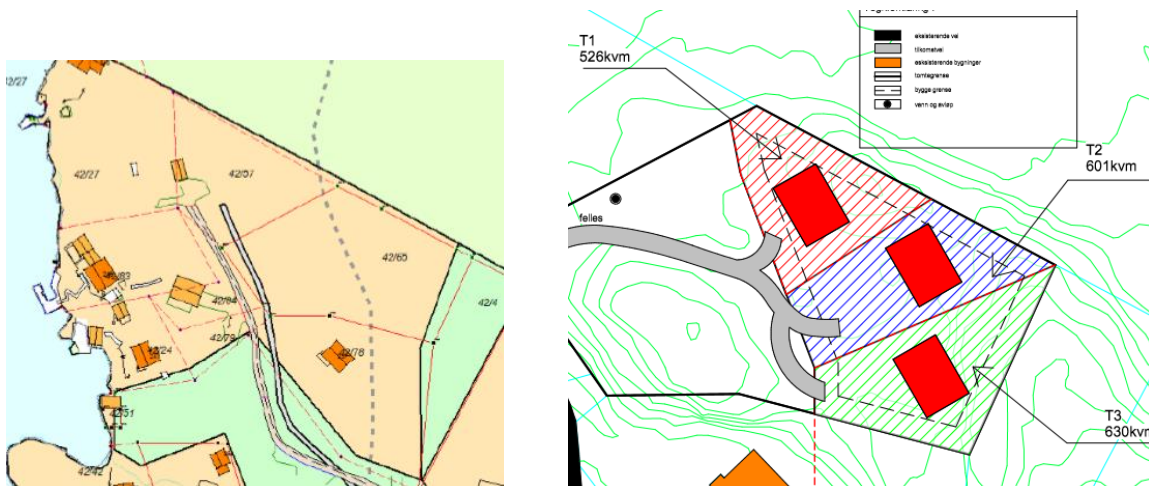 42/27
42/27
42/57
42/65
42/4
42/83
42/84
42/79
42/24
42/78
42/51
42/42
T1
526kvm
eksisterende vei
tilkomstvei
eksisterende bygninger
tomtegrense
bygge grense
vann og avløp
T2
601kvm
felles
T3
630kvm